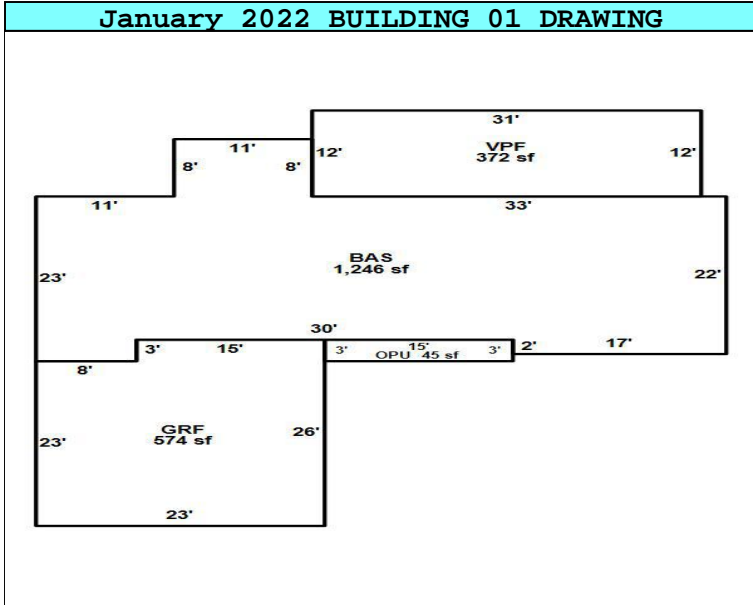 January 2022 BUILDING 01 DRAWING
31'
11'
VPF
12'
12'
372 sf
8'
8'
11'
33'
BAS
1,246 sf
23'
22'
30'
3'
15'
3'
15'
3'
2'
17'
OPU 45 sf
8'
GRF
574 sf
23'
26'
23'